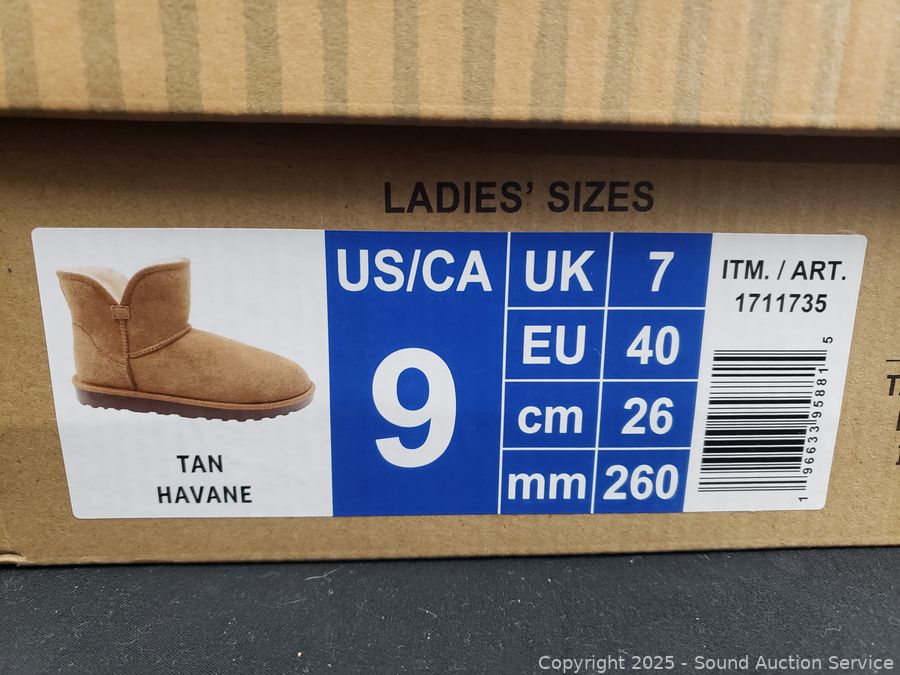 LADIES' SIZES
TAN
HAVANE
US/CA
9
UK 7
EU 40
cm 26
mm 260
ITM. / ART.
1711735
1 96633 95881 5
Copyright © 2025 - Sound Auction Service